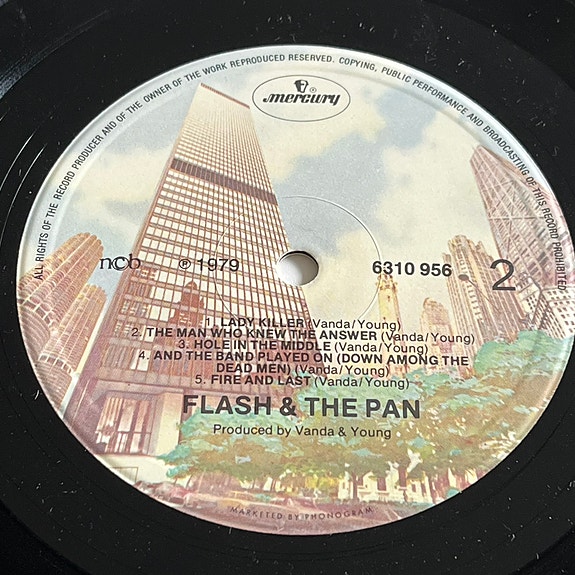 ALL RIGHTS OF THE RECORD PRODUCER AND OF THE OWNER OF THE WORK REPRODUCED RESERVED. COPYING, PUBLIC PERFORMANCE AND BROADCASTING OF THIS RECORD PROHIBITED
mercury ®
ncb ℗ 1979 6310 956 2
1. LADY KILLER (Vanda/Young)
2. THE MAN WHO KNEW THE ANSWER (Vanda/Young)
3. HOLE IN THE MIDDLE (Vanda/Young)
4. AND THE BAND PLAYED ON (DOWN AMONG THE
DEAD MEN) (Vanda/Young)
5. FIRE AND LAST (Vanda/Young)
FLASH & THE PAN
Produced by Vanda & Young
MARKETED BY PHONOGRAM